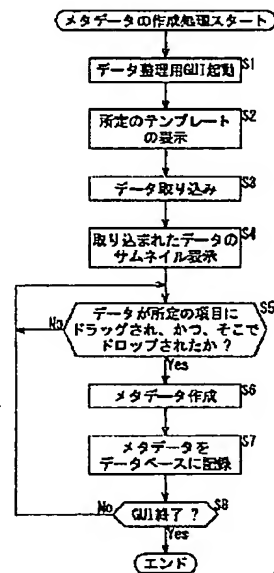 メタデータの作成処理スタート
S1
データ整理用GUI起動
S2
所定のテンプレート
の表示
S3
データ取り込み
S4
取り込まれたデータの
サムネイル表示
S5
データが所定の項目に
ドラッグされ、かつ、そこで
ドロップされたか?
No
Yes
S6
メタデータ作成
S7
メタデータを
データベースに記録
S8
No
GUI終了?
Yes
エンド